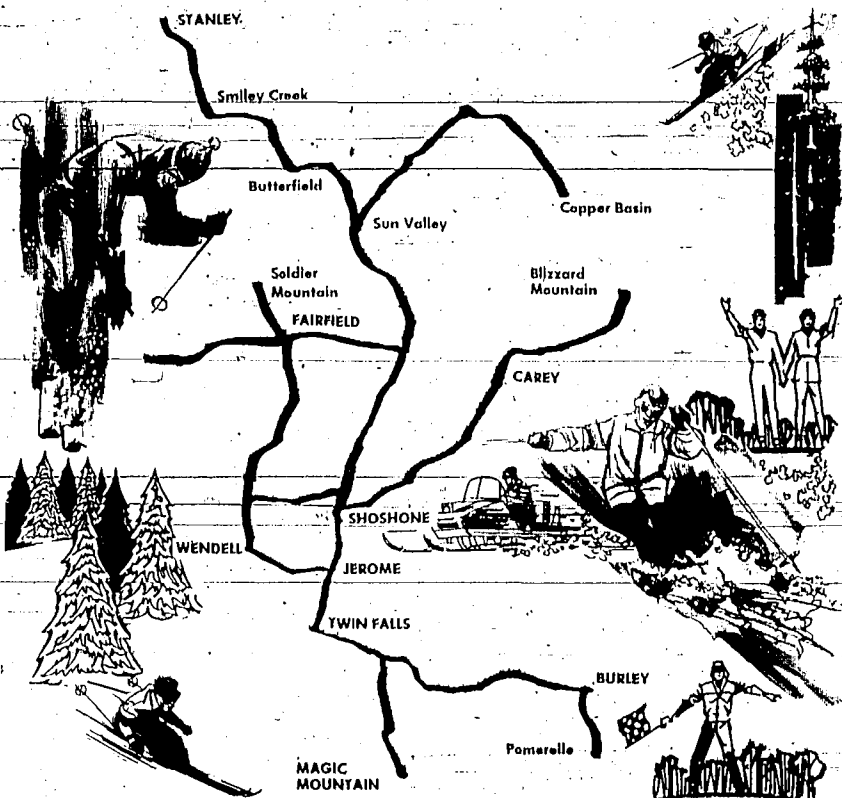 STANLEY
Smiley Creek
Butterfield
Copper Basin
Sun Valley
Soldier
Mountain
Blizzard
Mountain
FAIRFIELD
CAREY
SHOSHONE
WENDELL
JEROME
TWIN FALLS
BURLEY
Pomerelle
MAGIC
MOUNTAIN